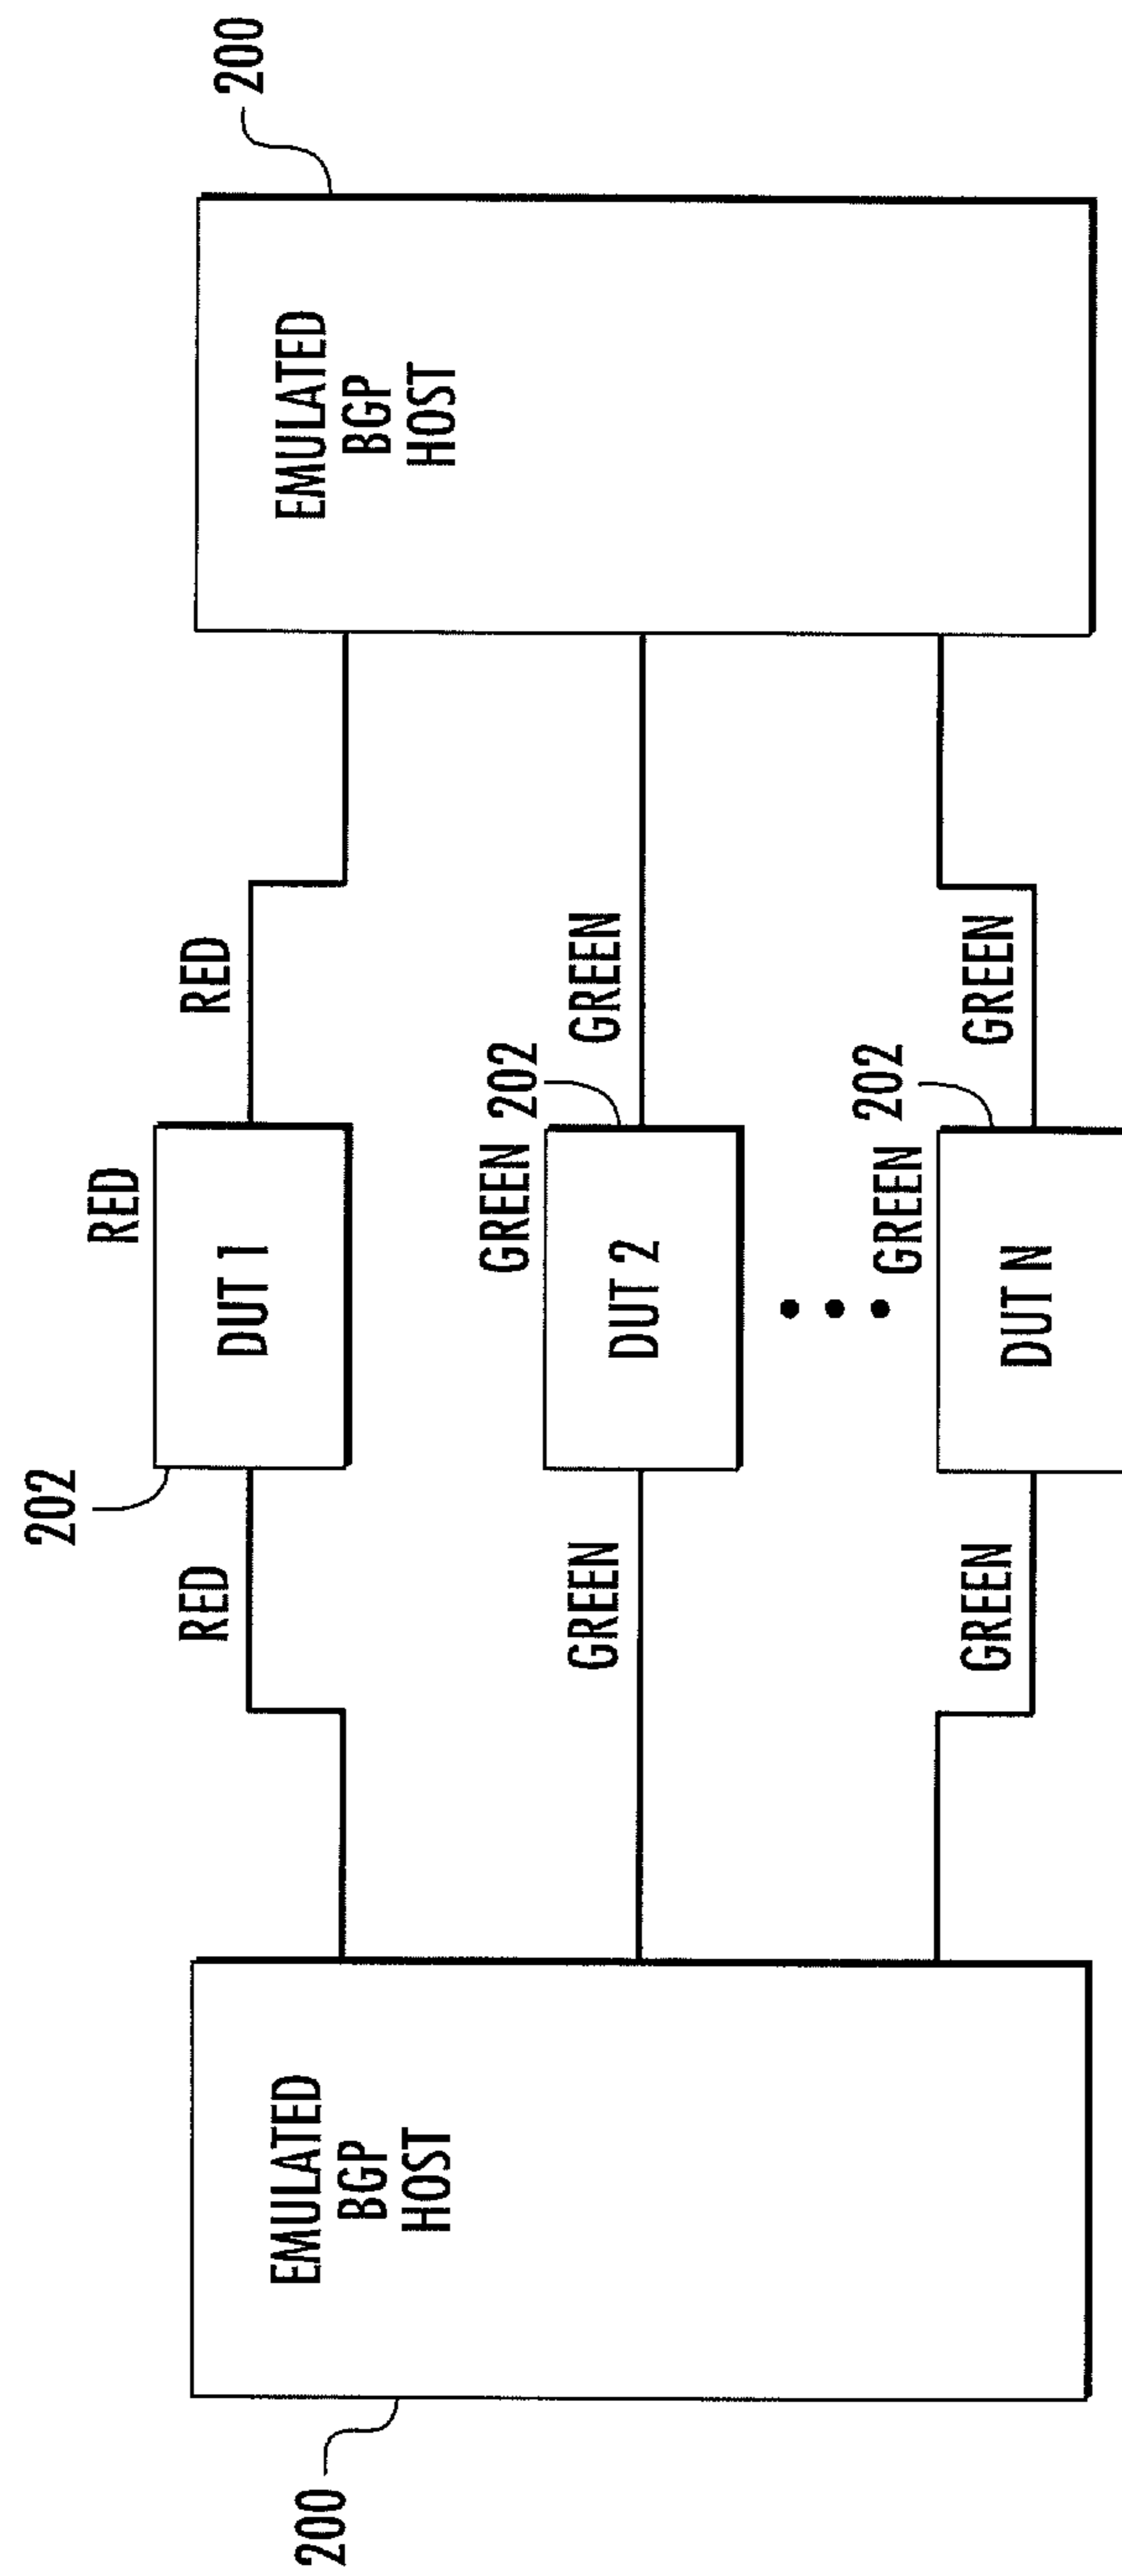 200
EMULATED
BGP
HOST
202
RED
RED
RED
DUT 1
GREEN
GREEN
202
GREEN
DUT 2
GREEN
GREEN
202
GREEN
DUT N
200
EMULATED
BGP
HOST